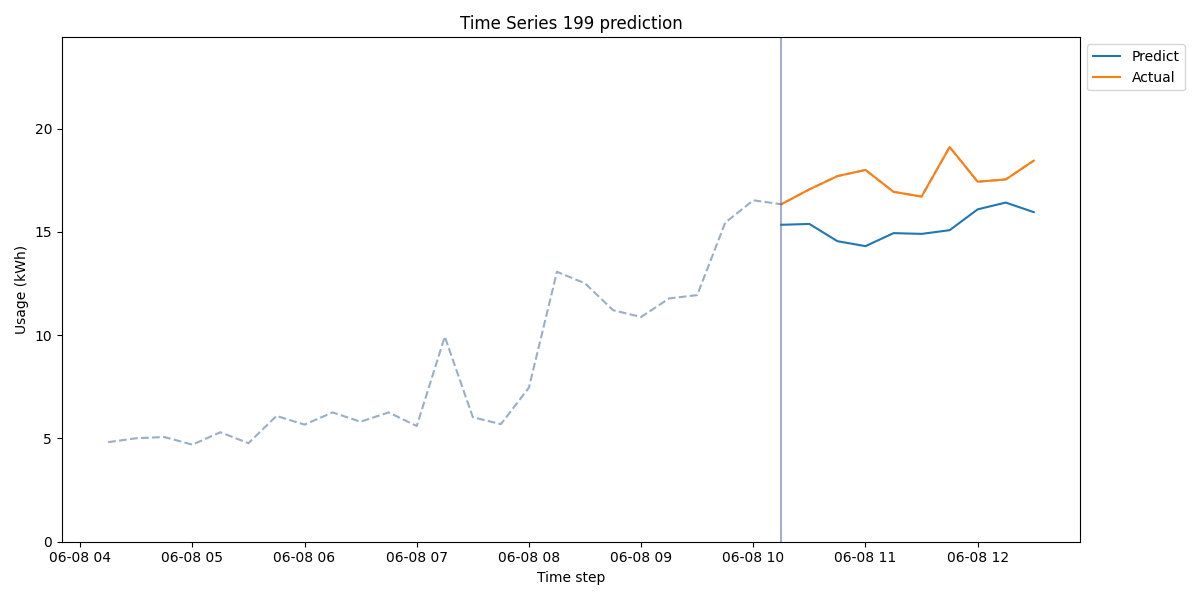 Time Series 199 prediction
Predict
Actual
Usage (kWh)
20
15
10
5
0
06-08 04 06-08 05 06-08 06 06-08 07 06-08 08 06-08 09 06-08 10 06-08 11 06-08 12
Time step